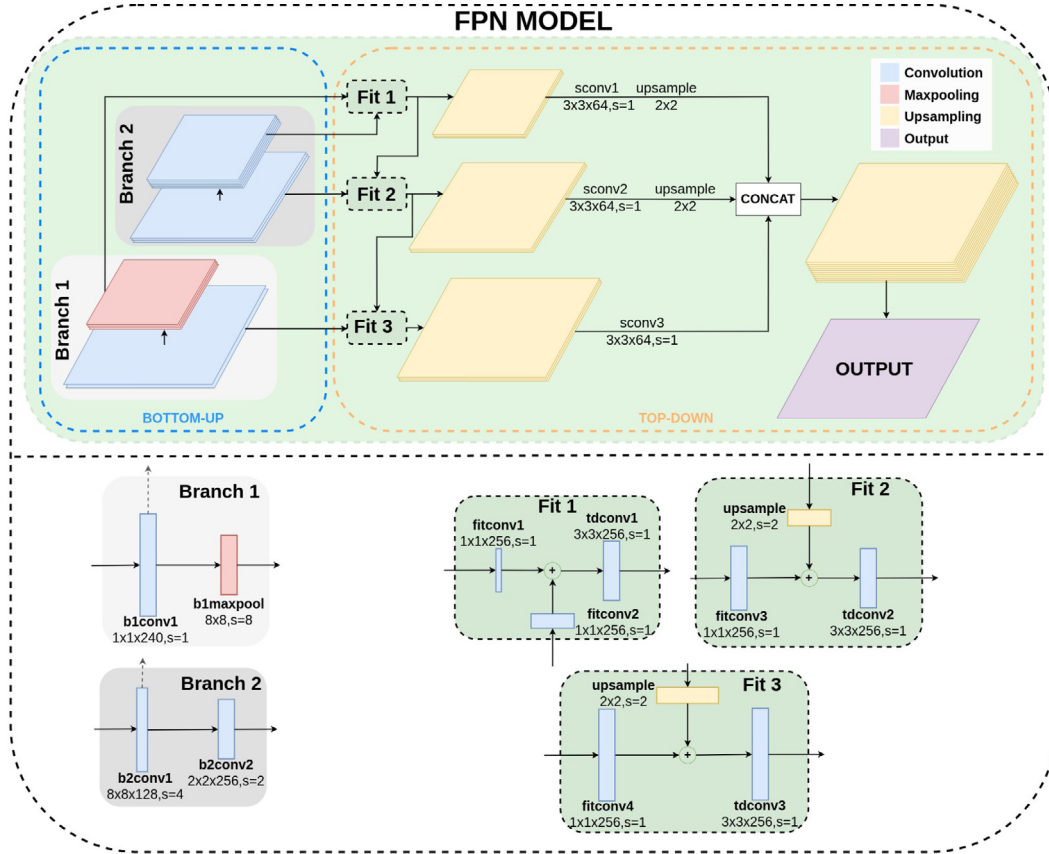 FPN MODEL
Convolution
Maxpooling
Upsampling
Output
Fit 1
Fit 2
Fit 3
Branch 2
Branch 1
sconv1 upsample
3x3x64,s=1 2x2
sconv2 upsample
3x3x64,s=1 2x2
CONCAT
sconv3
3x3x64,s=1
OUTPUT
BOTTOM-UP
TOP-DOWN
Branch 1
b1conv1
1x1x240,s=1
b1maxpool
8x8,s=8
Branch 2
b2conv1
8x8x128,s=4
b2conv2
2x2x256,s=2
Fit 1
fitconv1
1x1x256,s=1
tdconv1
3x3x256,s=1
fitconv2
1x1x256,s=1
Fit 2
upsample
2x2,s=2
fitconv3
1x1x256,s=1
tdconv2
3x3x256,s=1
Fit 3
upsample
2x2,s=2
fitconv4
1x1x256,s=1
tdconv3
3x3x256,s=1